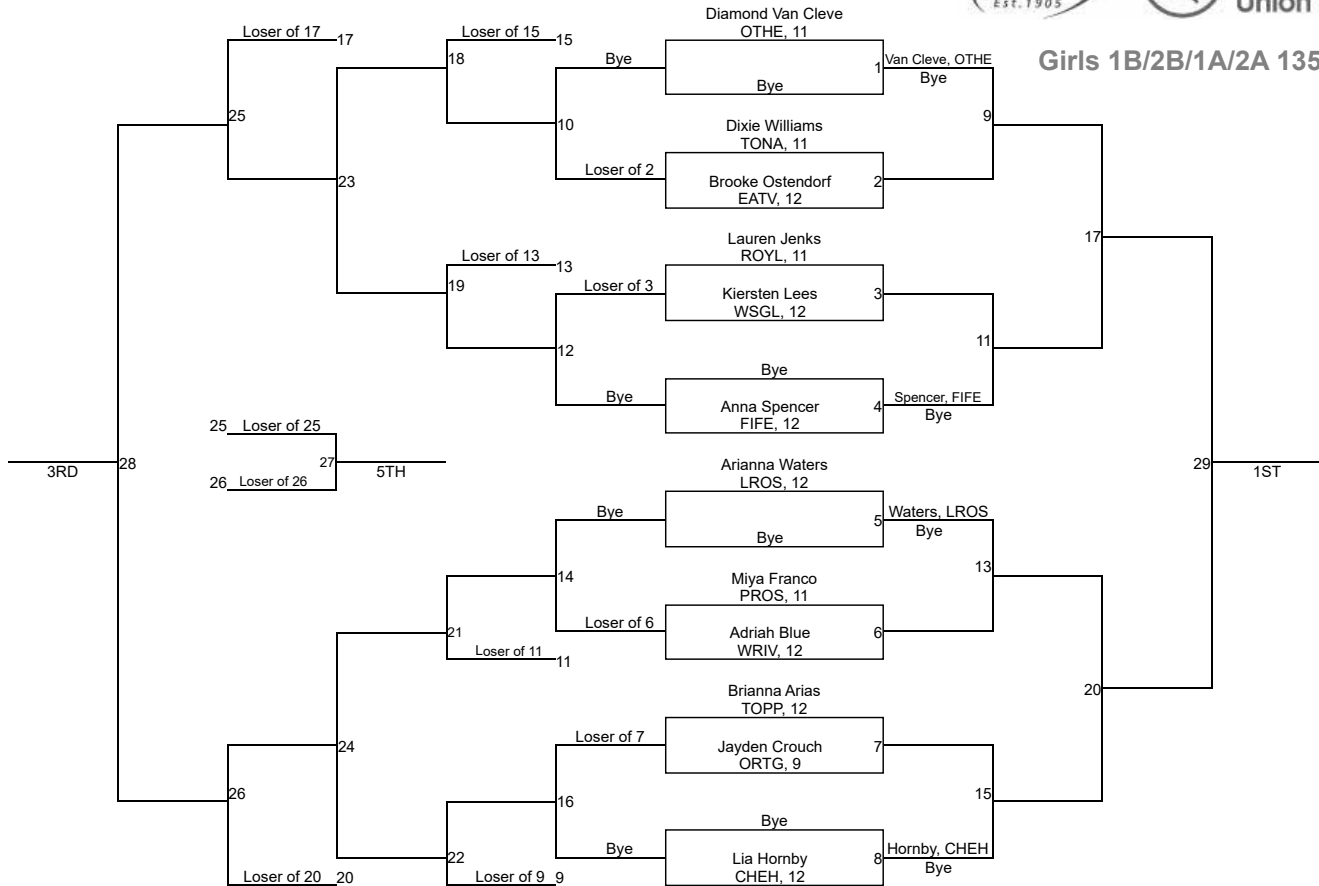 Est. 1905
Union
Girls 1B/2B/1A/2A 135
Diamond Van Cleve
OTHE, 11
Loser of 17 17
Loser of 15 15
18
Bye
1 Van Cleve, OTHE
Bye
Bye
25
10
9
Dixie Williams
TONA, 11
23
Loser of 2
Brooke Ostendorf 2
EATV, 12
Lauren Jenks
ROYL, 11
17
Loser of 13 13
19
Loser of 3
Kiersten Lees 3
WSGL, 12
12
11
Bye
Bye
Anna Spencer 4
FIFE, 12
Spencer, FIFE
Bye
25 Loser of 25
3RD
28
27
5TH
26 Loser of 26
29
1ST
Arianna Waters
LROS, 12
Bye
5 Waters, LROS
Bye
Bye
14
13
Miya Franco
PROS, 11
21
Loser of 6
Adriah Blue 6
WRIV, 12
Loser of 11 11
Brianna Arias
TOPP, 12
20
24
Loser of 7
Jayden Crouch 7
ORTG, 9
26
16
15
Bye
22
Bye
Lia Hornby 8
CHEH, 12
Hornby, CHEH
Bye
Loser of 20 20
Loser of 9 9